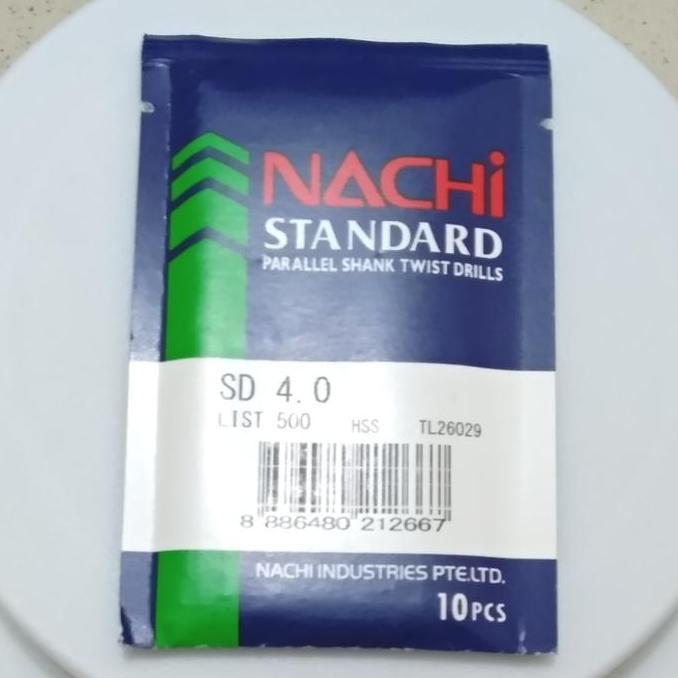 NACHi
STANDARD
PARALLEL SHANK TWIST DRILLS
SD 4.0
LIST 500 HSS TL26029
8 886480 212667
NACHI INDUSTRIES PTE.LTD.
10PCS